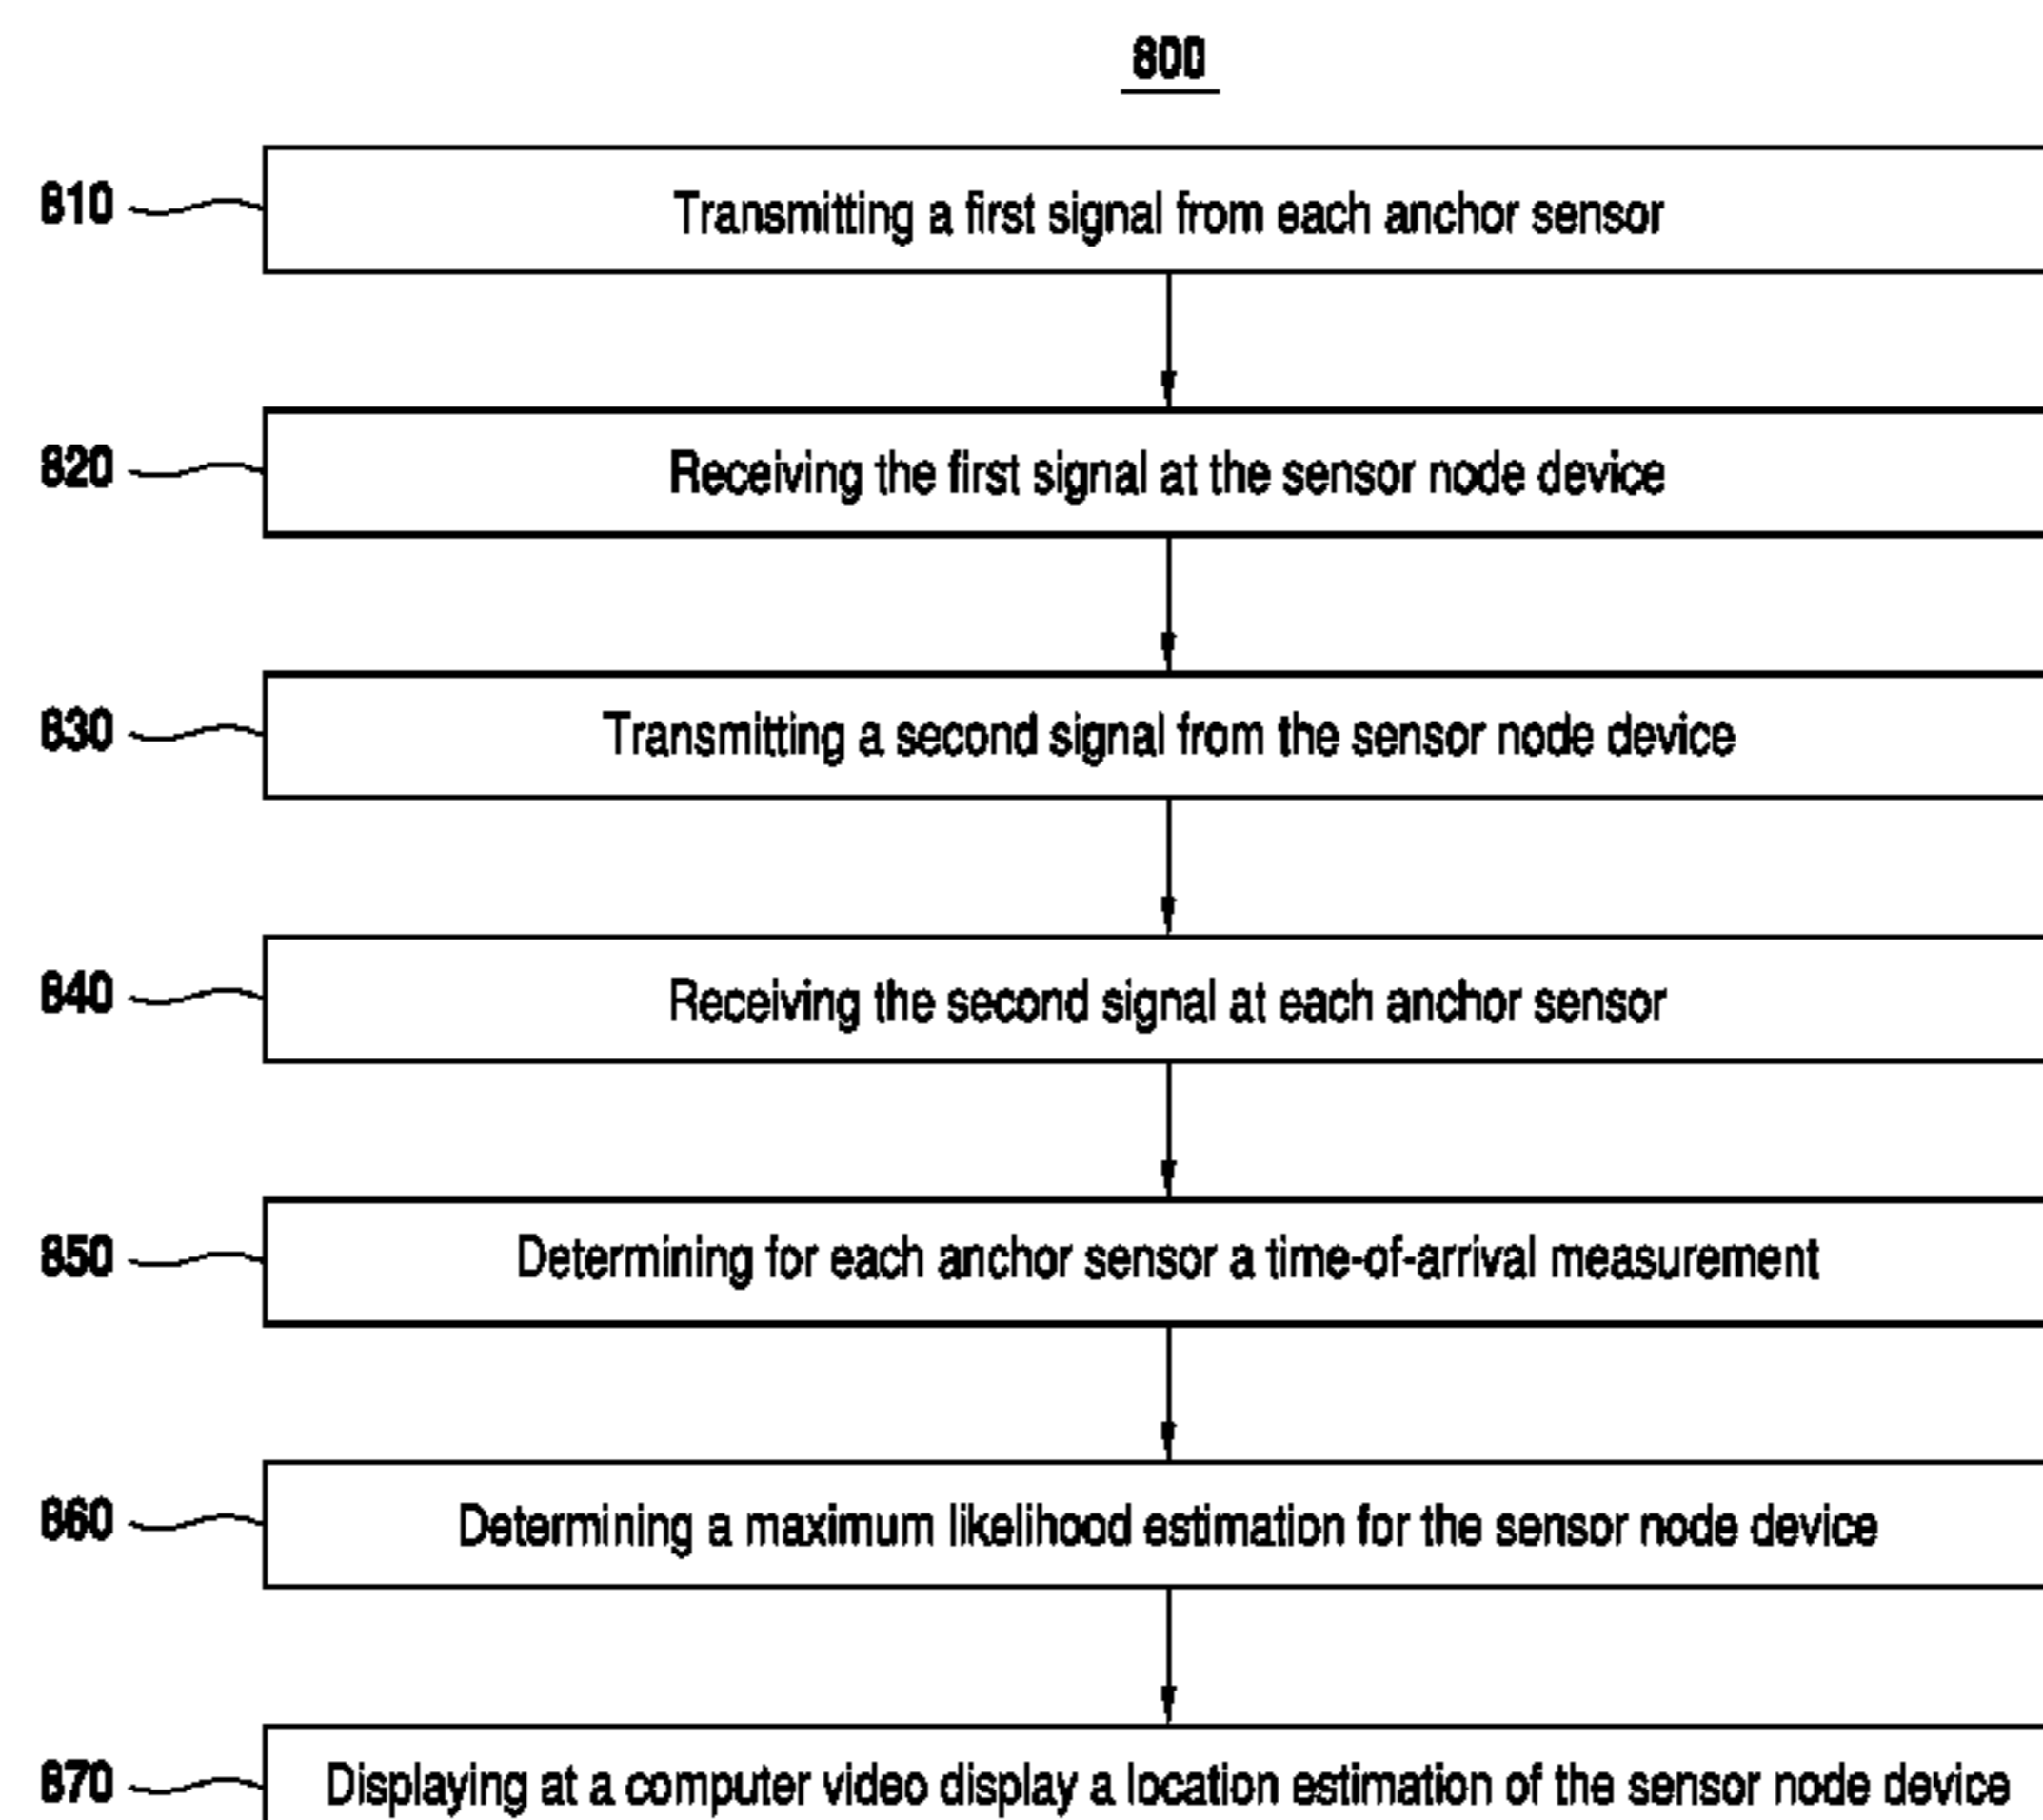 800
810 Transmitting a first signal from each anchor sensor
820 Receiving the first signal at the sensor node device
830 Transmitting a second signal from the sensor node device
840 Receiving the second signal at each anchor sensor
850 Determining for each anchor sensor a time-of-arrival measurement
860 Determining a maximum likelihood estimation for the sensor node device
870 Displaying at a computer video display a location estimation of the sensor node device